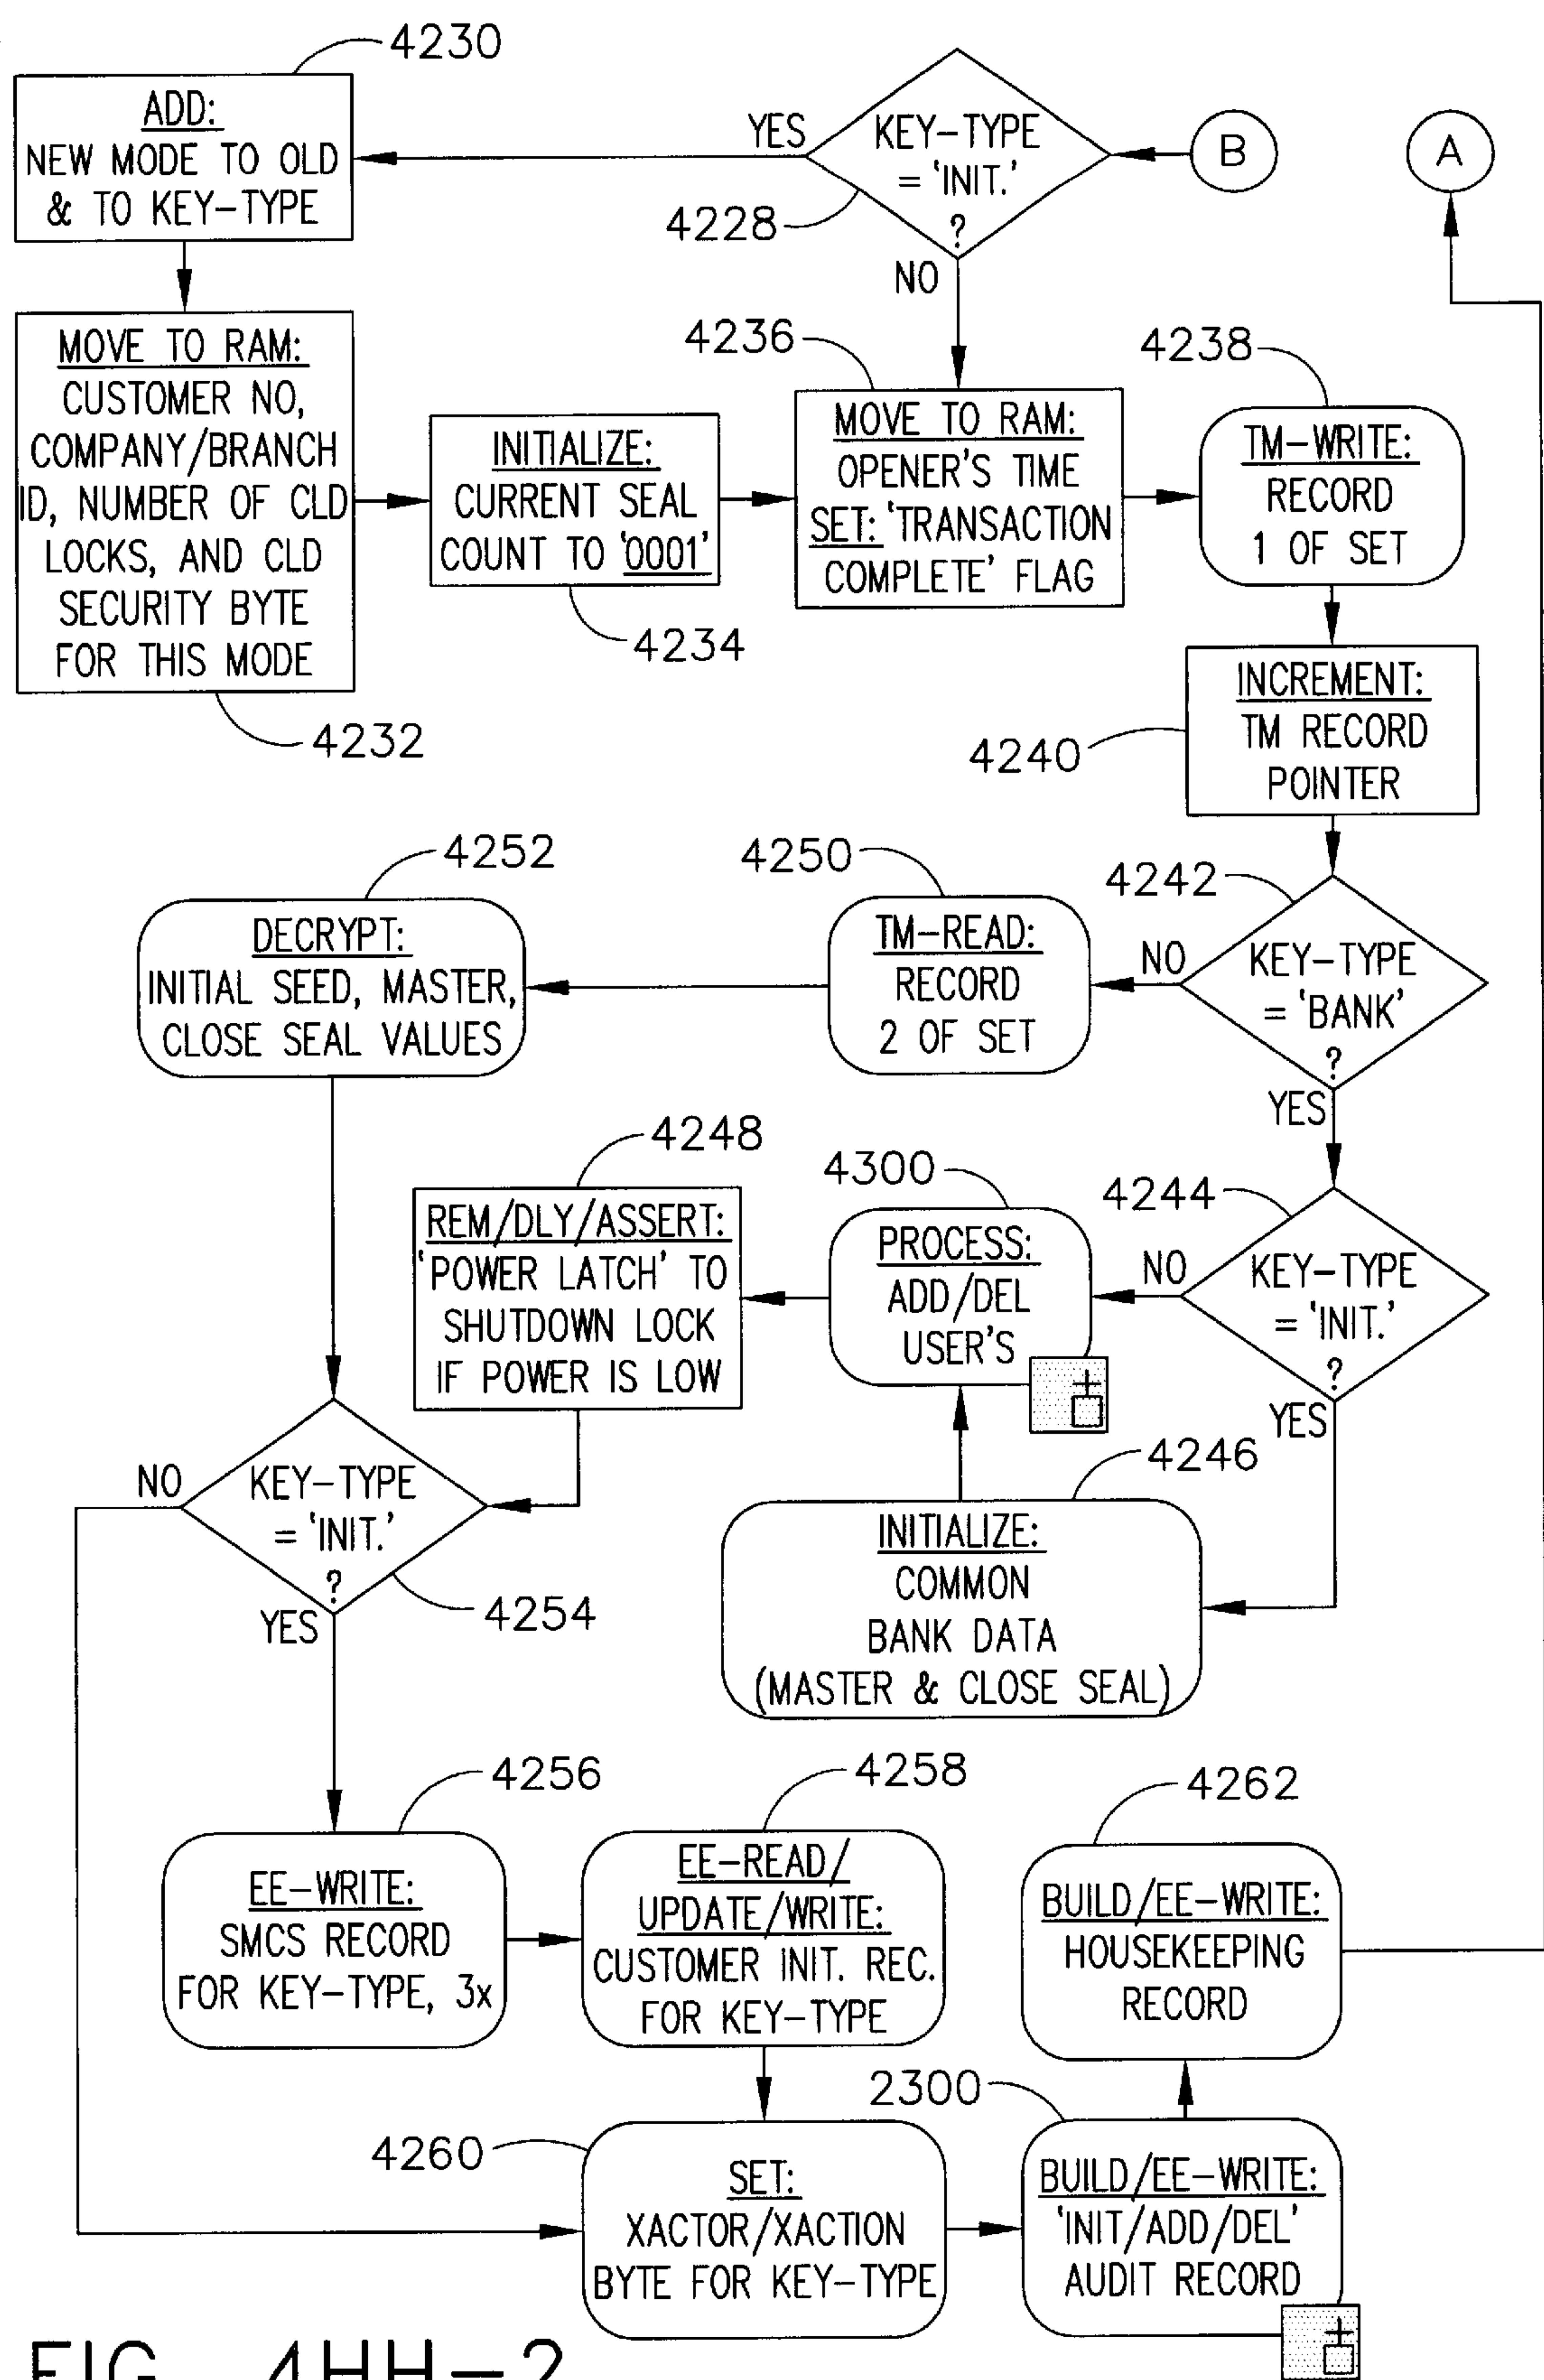 4230
ADD:
NEW MODE TO OLD
& TO KEY-TYPE
YES
KEY-TYPE
= 'INIT.'
?
4228
NO
B
A
MOVE TO RAM:
CUSTOMER NO,
COMPANY/BRANCH
ID, NUMBER OF CLD
LOCKS, AND CLD
SECURITY BYTE
FOR THIS MODE
4232
INITIALIZE:
CURRENT SEAL
COUNT TO '0001'
4234
4236
MOVE TO RAM:
OPENER'S TIME
SET: 'TRANSACTION
COMPLETE' FLAG
4238
TM-WRITE:
RECORD
1 OF SET
INCREMENT:
TM RECORD
POINTER
4240
4242
KEY-TYPE
= 'BANK'
?
NO
YES
4250
TM-READ:
RECORD
2 OF SET
4252
DECRYPT:
INITIAL SEED, MASTER,
CLOSE SEAL VALUES
4244
KEY-TYPE
= 'INIT.'
?
NO
YES
4300
PROCESS:
ADD/DEL
USER'S
4248
REM/DLY/ASSERT:
'POWER LATCH' TO
SHUTDOWN LOCK
IF POWER IS LOW
4246
INITIALIZE:
COMMON
BANK DATA
(MASTER & CLOSE SEAL)
NO
KEY-TYPE
= 'INIT.'
?
4254
YES
4256
EE-WRITE:
SMCS RECORD
FOR KEY-TYPE, 3x
4258
EE-READ/
UPDATE/WRITE:
CUSTOMER INIT. REC.
FOR KEY-TYPE
4262
BUILD/EE-WRITE:
HOUSEKEEPING
RECORD
4260
SET:
XACTOR/XACTION
BYTE FOR KEY-TYPE
2300
BUILD/EE-WRITE:
'INIT/ADD/DEL'
AUDIT RECORD
FIG. 4HH-2